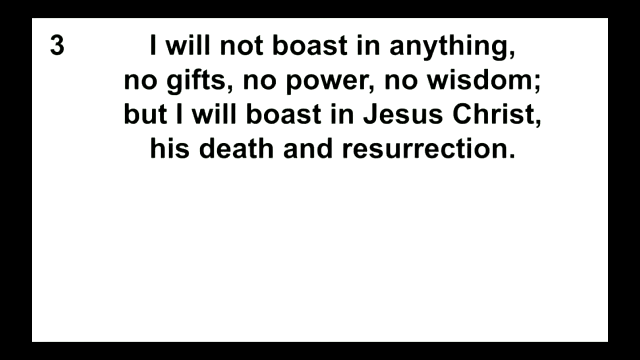 3 I will not boast in anything,
no gifts, no power, no wisdom;
but I will boast in Jesus Christ,
his death and resurrection.